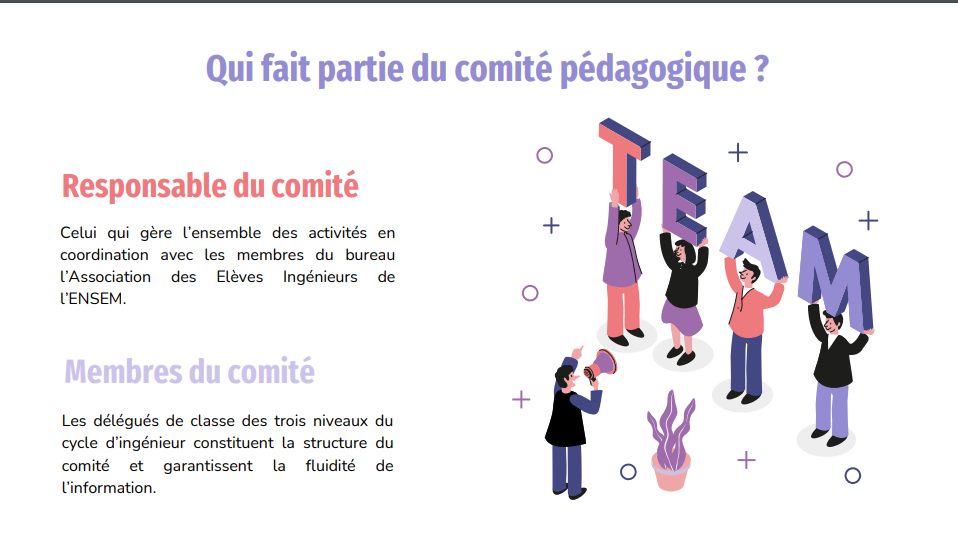 Qui fait partie du comité pédagogique ?
Responsable du comité
Celui qui gère l’ensemble des activités en
coordination avec les membres du bureau
l’Association des Elèves Ingénieurs de
l’ENSEM.
Membres du comité
Les délégués de classe des trois niveaux du
cycle d’ingénieur constituent la structure du
comité et garantissent la fluidité de
l’information.
TEAM